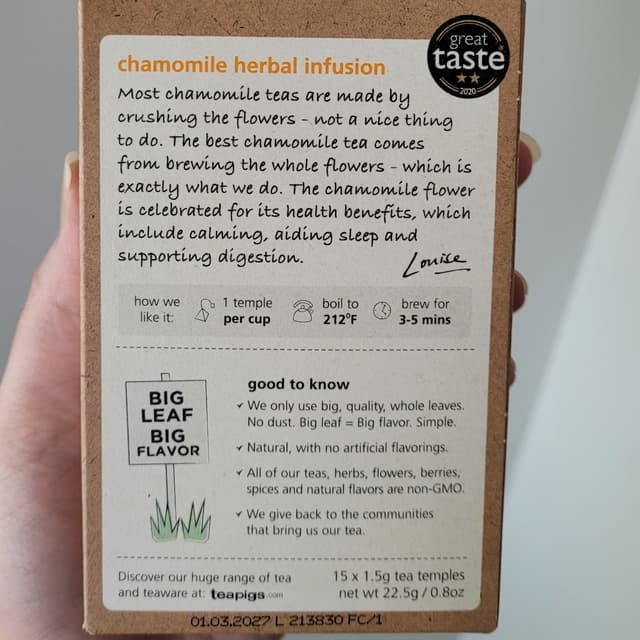 great
taste
2020
chamomile herbal infusion
Most chamomile teas are made by
crushing the flowers - not a nice thing
to do. The best chamomile tea comes
from brewing the whole flowers - which is
exactly what we do. The chamomile flower
is celebrated for its health benefits, which
include calming, aiding sleep and
supporting digestion.
Louise
how we
like it:
1 temple
per cup
boil to
212°F
brew for
3-5 mins
BIG
LEAF
BIG
FLAVOR
good to know
✓ We only use big, quality, whole leaves.
No dust. Big leaf = Big flavor. Simple.
✓ Natural, with no artificial flavorings.
✓ All of our teas, herbs, flowers, berries,
spices and natural flavors are non-GMO.
✓ We give back to the communities
that bring us our tea.
Discover our huge range of tea
and teaware at: teapigs.com
15 x 1.5g tea temples
net wt 22.5g / 0.8oz
01.03.2027 L 213830 FC/1